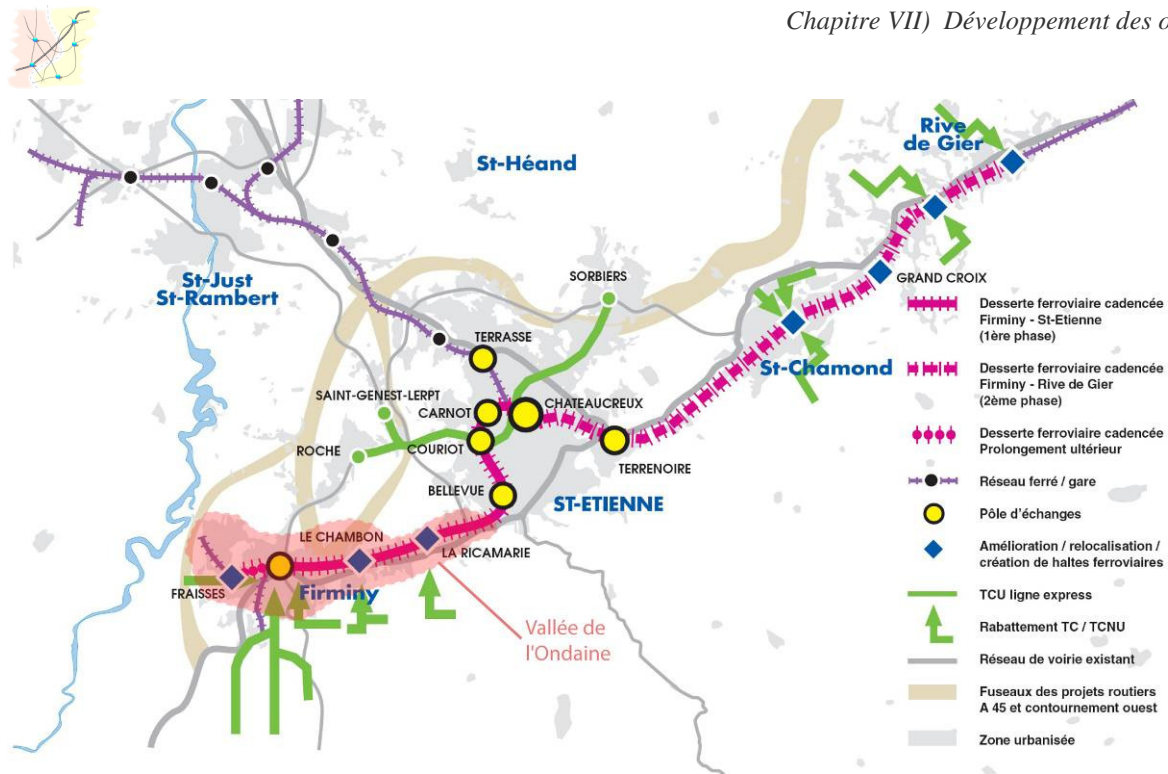 Chapitre VII) Développement des o
Rive
de Gier
St-Héand
SORBIERS
GRAND CROIX
St-Just
St-Rambert
TERRASSE
St-Chamond
SAINT-GENEST-LERPT
CARNOT
CHATEAUCREUX
ROCHE
COURIOT
TERRENOIRE
BELLEVUE
ST-ETIENNE
LE CHAMBON
LA RICAMARIE
FRAISSES
Firminy
Vallée de
l'Ondaine
Desserte ferroviaire cadencée
Firminy - St-Etienne
(1ère phase)
Desserte ferroviaire cadencée
Firminy - Rive de Gier
(2ème phase)
Desserte ferroviaire cadencée
Prolongement ultérieur
Réseau ferré / gare
Pôle d'échanges
Amélioration / relocalisation /
création de haltes ferroviaires
TCU ligne express
Rabattement TC / TCNU
Réseau de voirie existant
Fuseaux des projets routiers
A 45 et contournement ouest
Zone urbanisée